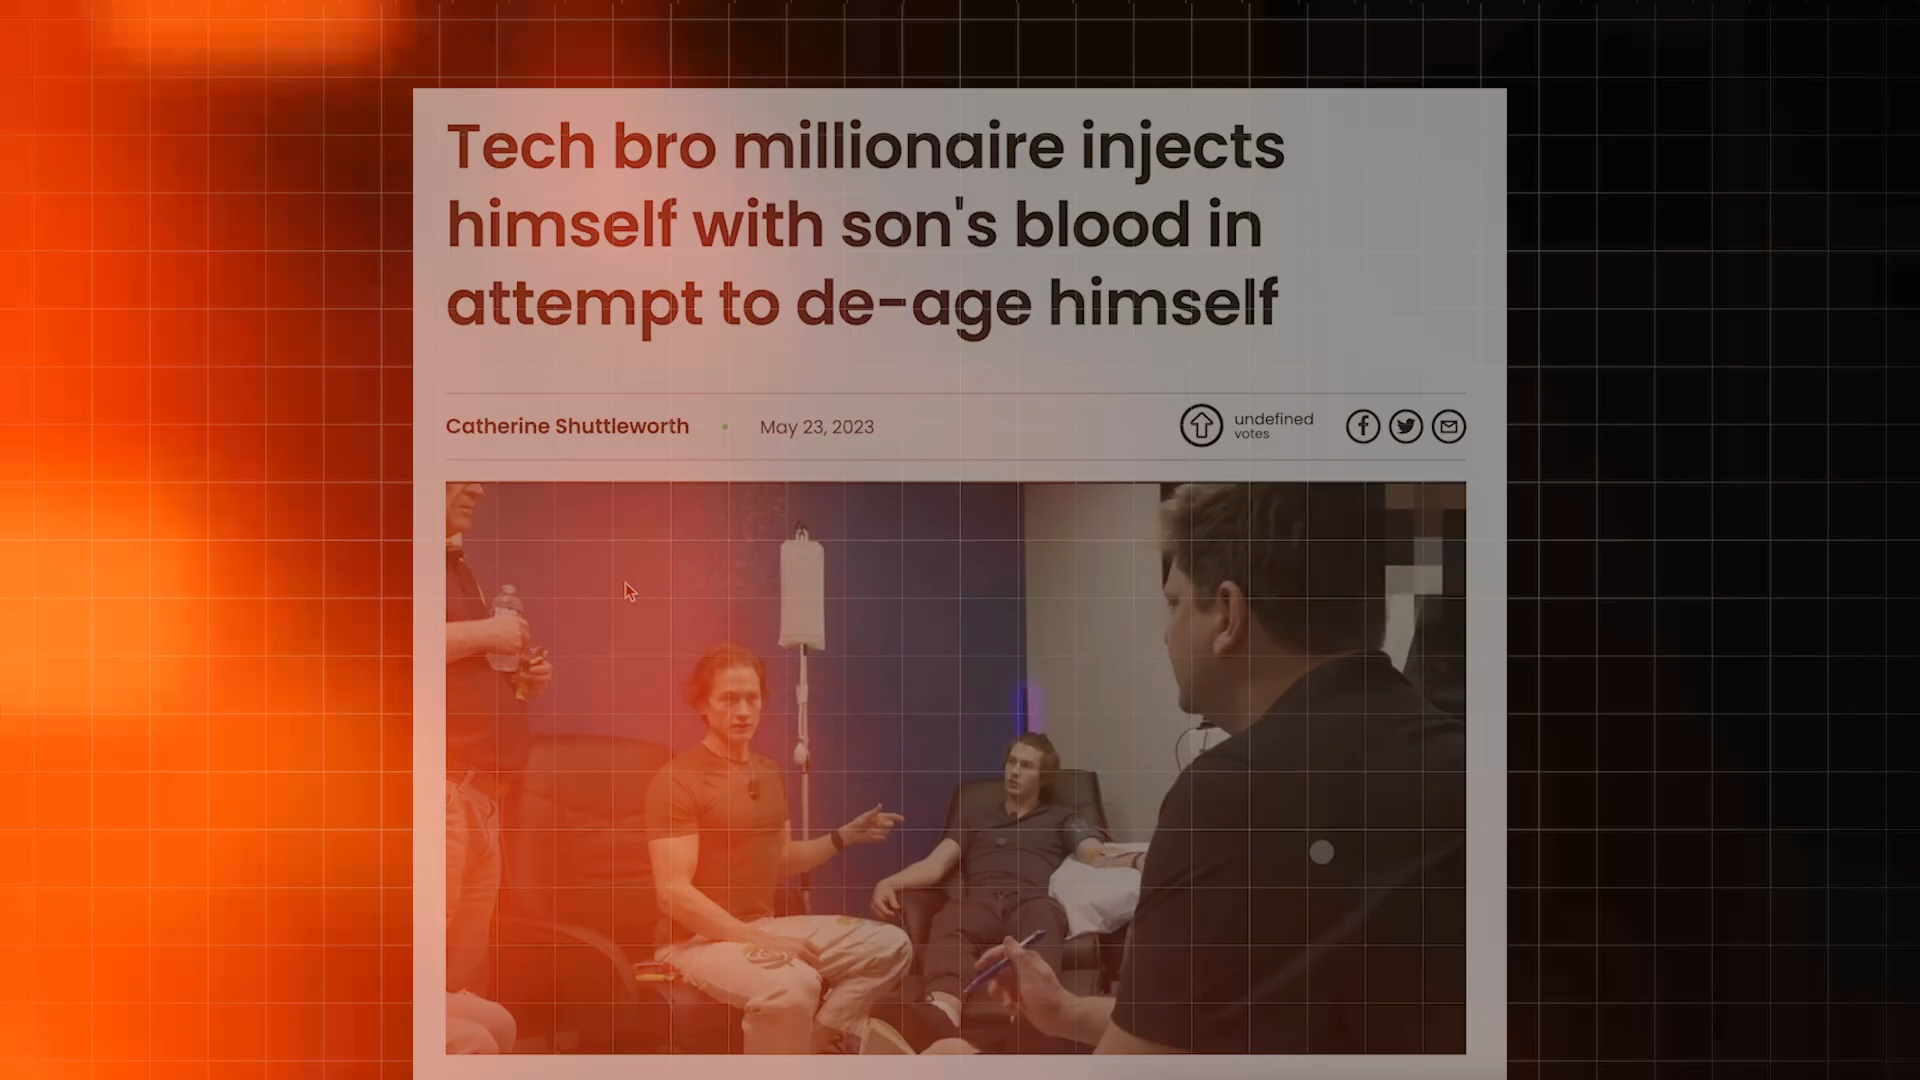 Tech bro millionaire injects
himself with son's blood in
attempt to de-age himself
Catherine Shuttleworth • May 23, 2023
undefined
votes